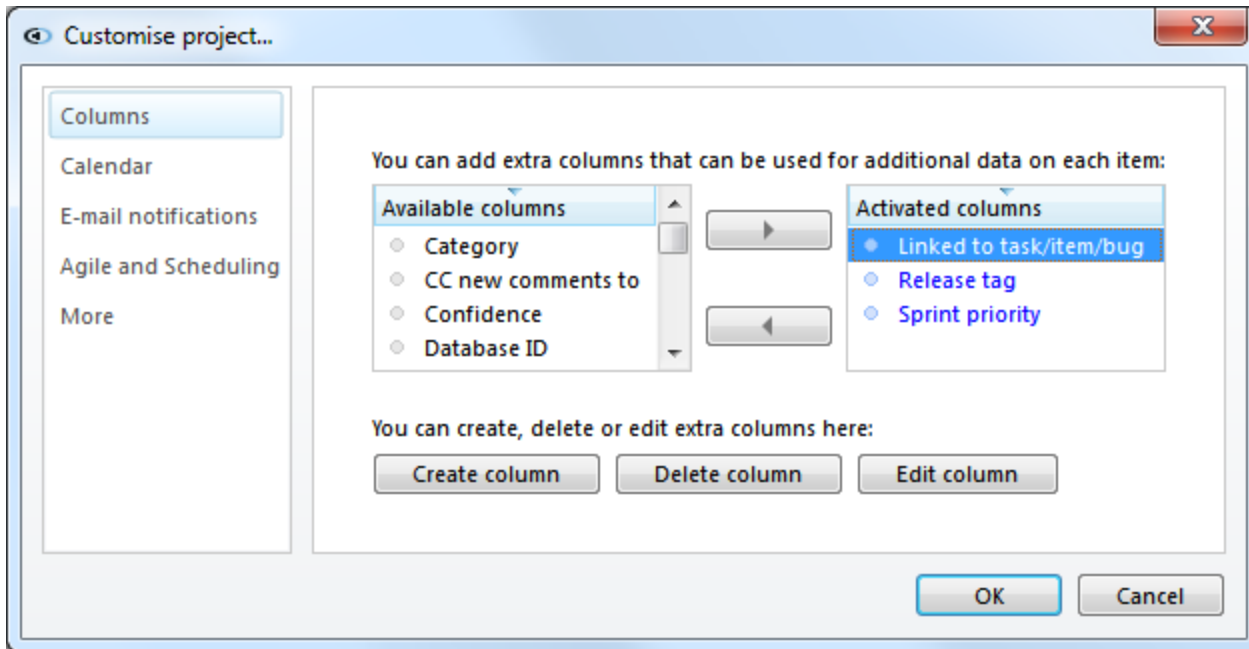 Customise project...
Columns
Calendar
E-mail notifications
Agile and Scheduling
More
You can add extra columns that can be used for additional data on each item:
Available columns
Category
CC new comments to
Confidence
Database ID
Activated columns
Linked to task/item/bug
Release tag
Sprint priority
You can create, delete or edit extra columns here:
Create column
Delete column
Edit column
OK
Cancel